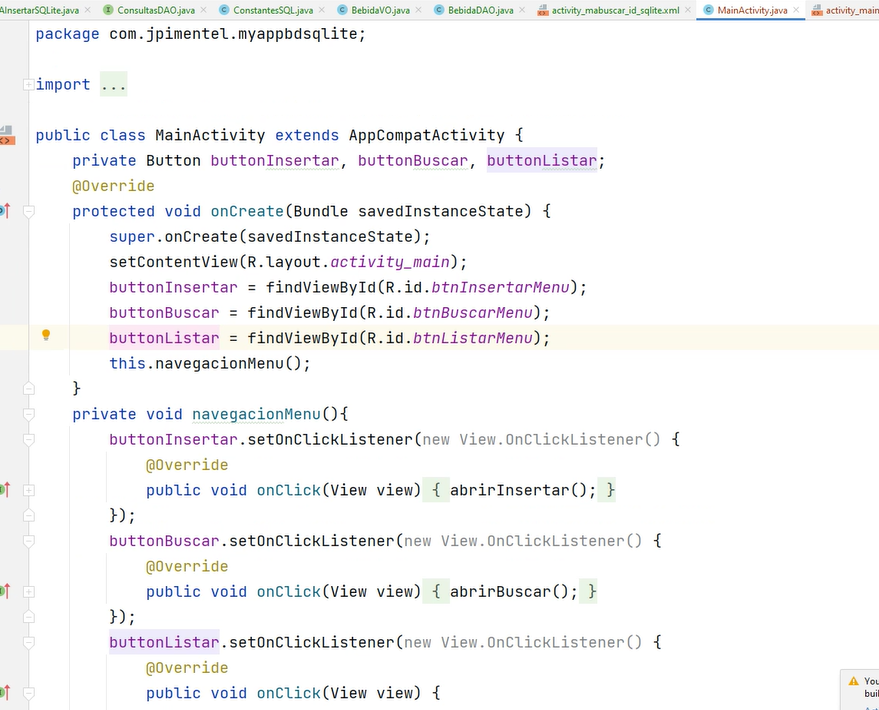 AInsertarSQLite.java ConsultasDAO.java ConstantesSQL.java BebidaVO.java BebidaDAO.java activity_mabuscar_id_sqlite.xml MainActivity.java activity_main
package com.jpimentel.myappbdsqlite;
import ...
public class MainActivity extends AppCompatActivity {
private Button buttonInsertar, buttonBuscar, buttonListar;
@Override
protected void onCreate(Bundle savedInstanceState) {
super.onCreate(savedInstanceState);
setContentView(R.layout.activity_main);
buttonInsertar = findViewById(R.id.btnInsertarMenu);
buttonBuscar = findViewById(R.id.btnBuscarMenu);
buttonListar = findViewById(R.id.btnListarMenu);
this.navegacionMenu();
}
private void navegacionMenu(){
buttonInsertar.setOnClickListener(new View.OnClickListener() {
@Override
public void onClick(View view) { abrirInsertar(); }
});
buttonBuscar.setOnClickListener(new View.OnClickListener() {
@Override
public void onClick(View view) { abrirBuscar(); }
});
buttonListar.setOnClickListener(new View.OnClickListener() {
@Override
public void onClick(View view) {
You
buil